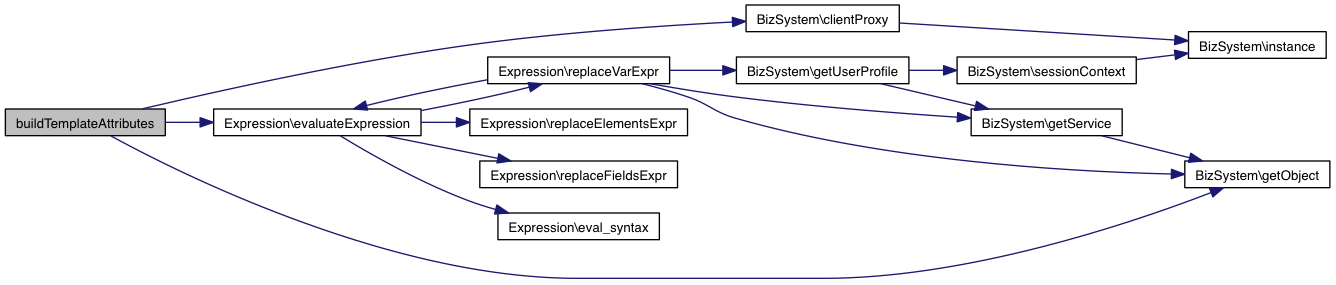 buildTemplateAttributes
BizSystem\clientProxy
Expression\evaluateExpression
Expression\replaceVarExpr
Expression\replaceElementsExpr
Expression\replaceFieldsExpr
Expression\eval_syntax
BizSystem\getUserProfile
BizSystem\sessionContext
BizSystem\getService
BizSystem\instance
BizSystem\getObject